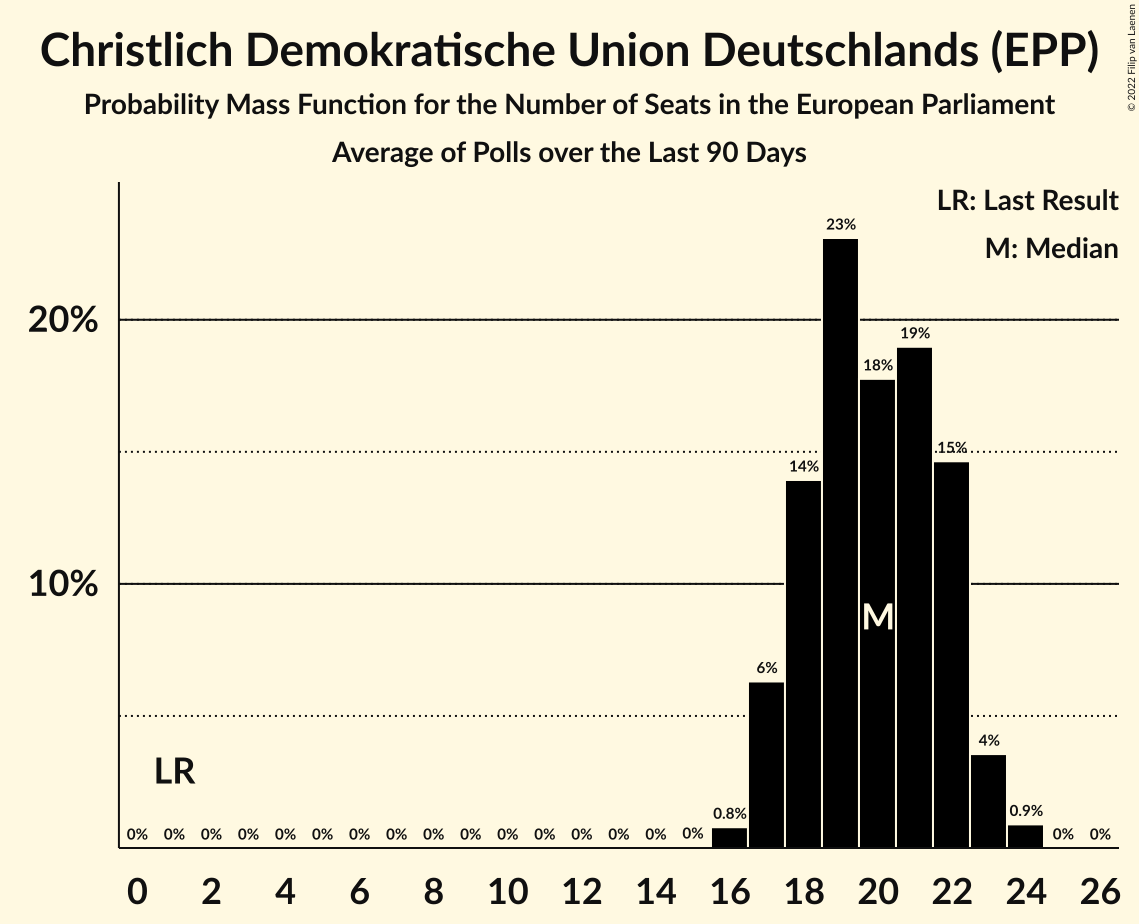 Christlich Demokratische Union Deutschlands (EPP)
Probability Mass Function for the Number of Seats in the European Parliament
Average of Polls over the Last 90 Days
© 2022 Filip van Laenen
LR: Last Result
M: Median
23%
20%
19%
18%
15%
14%
10%
M
6%
4%
LR
0% 0% 0% 0% 0% 0% 0% 0% 0% 0% 0% 0% 0% 0% 0% 0% 0.8% 0.9% 0% 0%
0 2 4 6 8 10 12 14 16 18 20 22 24 26